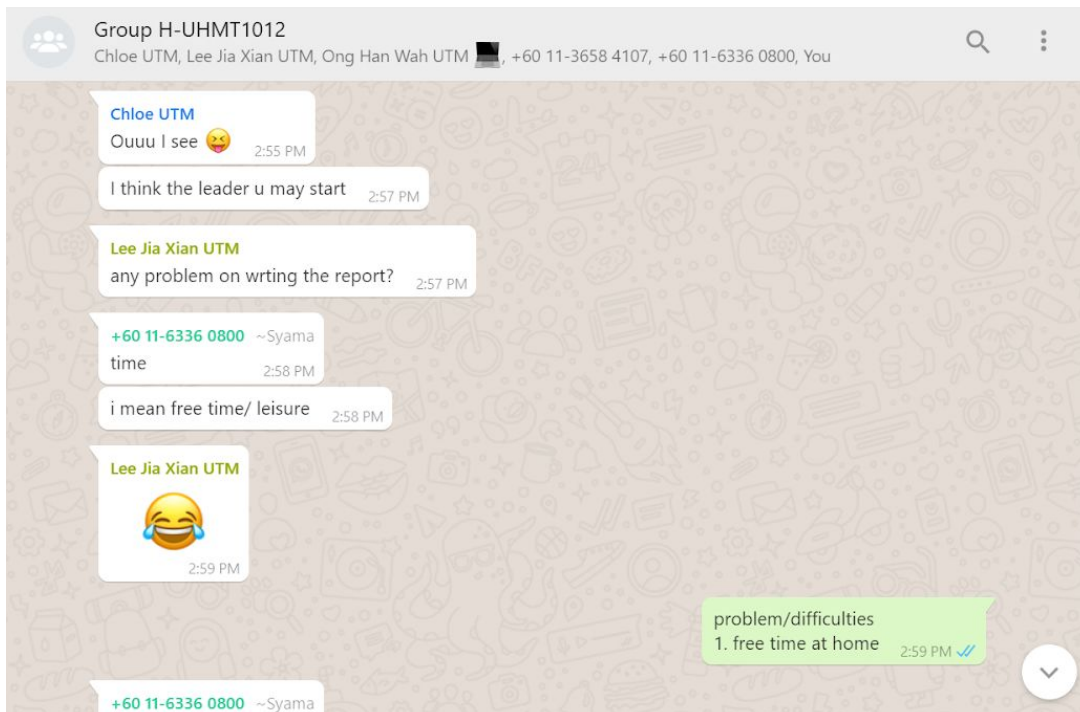 Group H-UHMT1012
Chloe UTM, Lee Jia Xian UTM, Ong Han Wah UTM 💻, +60 11-3658 4107, +60 11-6336 0800, You
Chloe UTM
Ouuu I see 😝 2:55 PM
I think the leader u may start 2:57 PM
Lee Jia Xian UTM
any problem on wrting the report? 2:57 PM
+60 11-6336 0800 ~Syama
time 2:58 PM
i mean free time/ leisure 2:58 PM
Lee Jia Xian UTM
😂
2:59 PM
problem/difficulties
1. free time at home 2:59 PM
+60 11-6336 0800 ~Syama